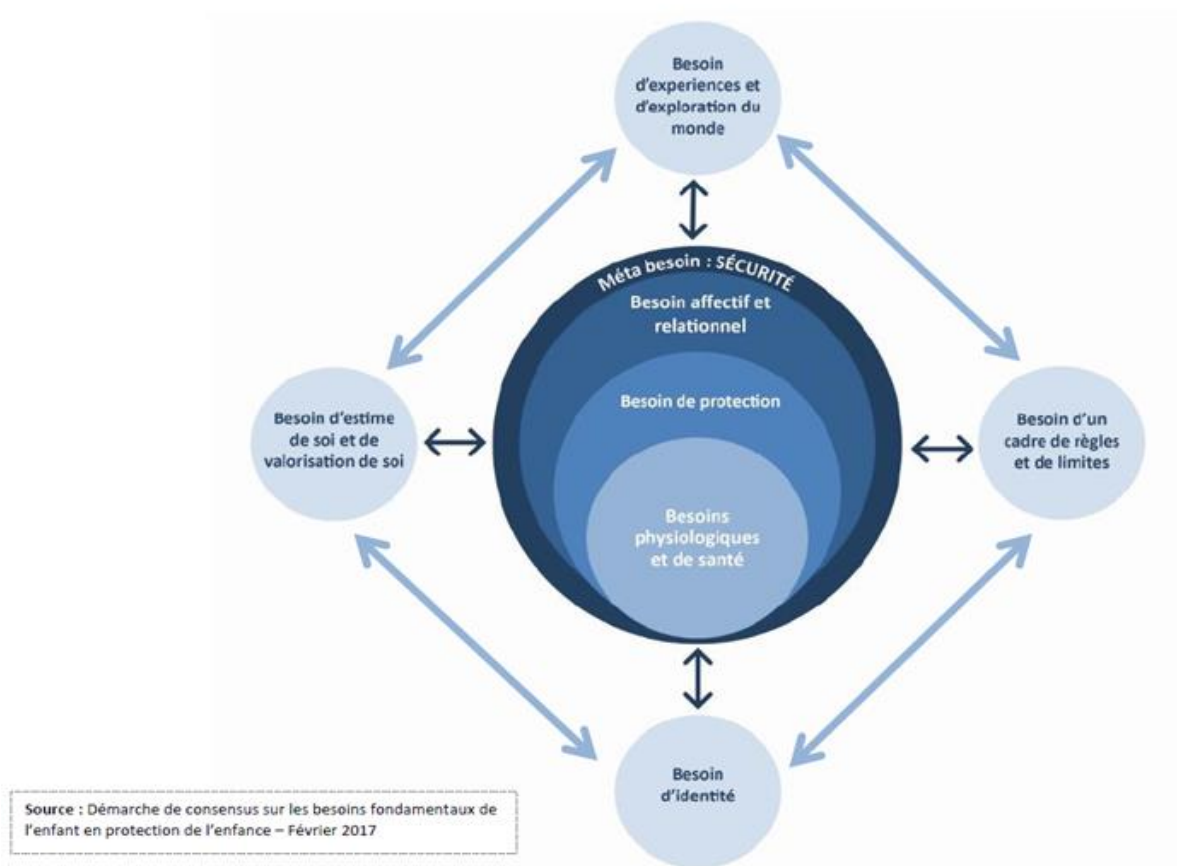 Besoin
d'experiences et
d'exploration du
monde
Méta besoin : SÉCURITÉ
Besoin affectif et
relationnel
Besoin de protection
Besoins
physiologiques
et de santé
Besoin d'estime
de soi et de
valorisation de soi
Besoin d'un
cadre de règles
et de limites
Besoin
d'identité
Source : Démarche de consensus sur les besoins fondamentaux de
l'enfant en protection de l'enfance – Février 2017